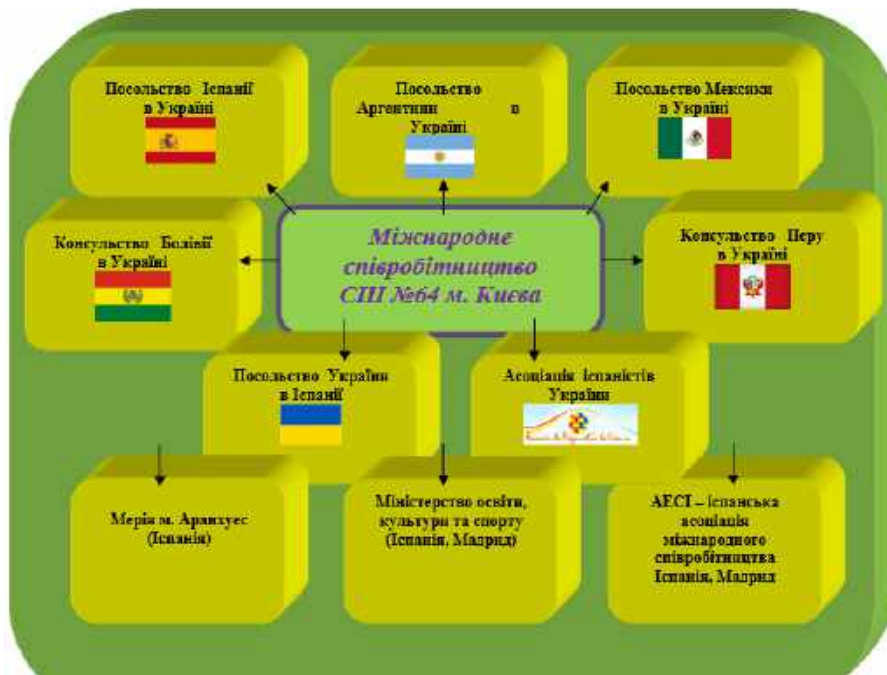 Посольство Іспанії
в Україні
Посольство
Аргентини в
Україні
Посольство Мексики
в Україні
Консульство Болівії
в Україні
Міжнародне
співробітництво
СШ №64 м. Києва
Консульство Перу
в Україні
Посольство України
в Іспанії
Асоціація іспаністів
України
Мерія м. Аранхуес
(Іспанія)
Міністерство освіти,
культури та спорту
(Іспанія, Мадрид)
АЕСІ – іспанська
асоціація
міжнародного
співробітництва
Іспанія, Мадрид